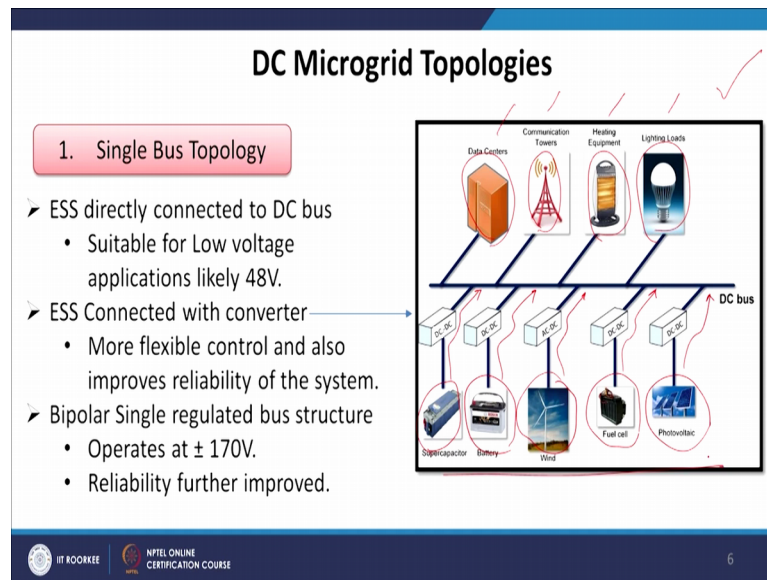 DC Microgrid Topologies
1. Single Bus Topology
➢ ESS directly connected to DC bus
• Suitable for Low voltage
applications likely 48V.
➢ ESS Connected with converter
• More flexible control and also
improves reliability of the system.
➢ Bipolar Single regulated bus structure
• Operates at ± 170V.
• Reliability further improved.
Data Centers
Communication
Towers
Heating
Equipment
Lighting Loads
DC bus
DC-DC
DC-DC
AC-DC
DC-DC
DC-DC
Supercapacitor
Battery
Wind
Fuel cell
Photovoltaic
IIT ROORKEE
NPTEL ONLINE
CERTIFICATION COURSE
6